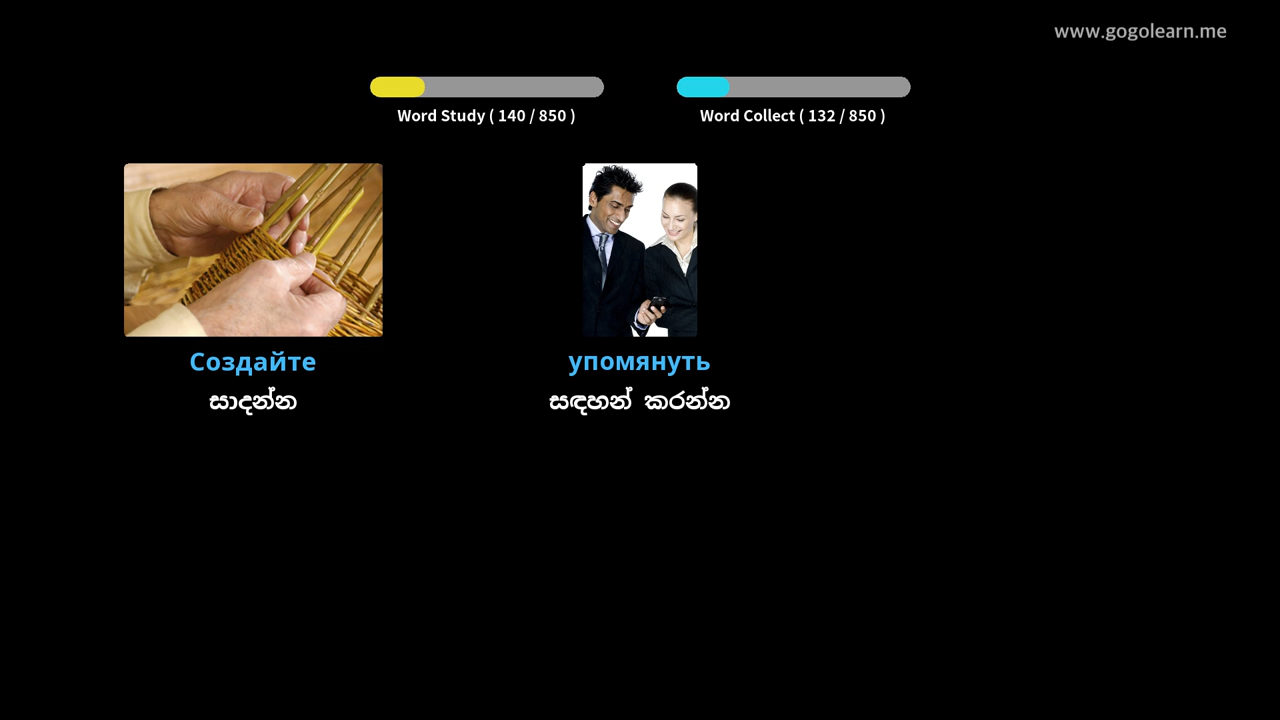 www.gogolearn.me
Word Study ( 140 / 850 )
Word Collect ( 132 / 850 )
Создайте
упомянуть
සාදන්න
සඳහන් කරන්න